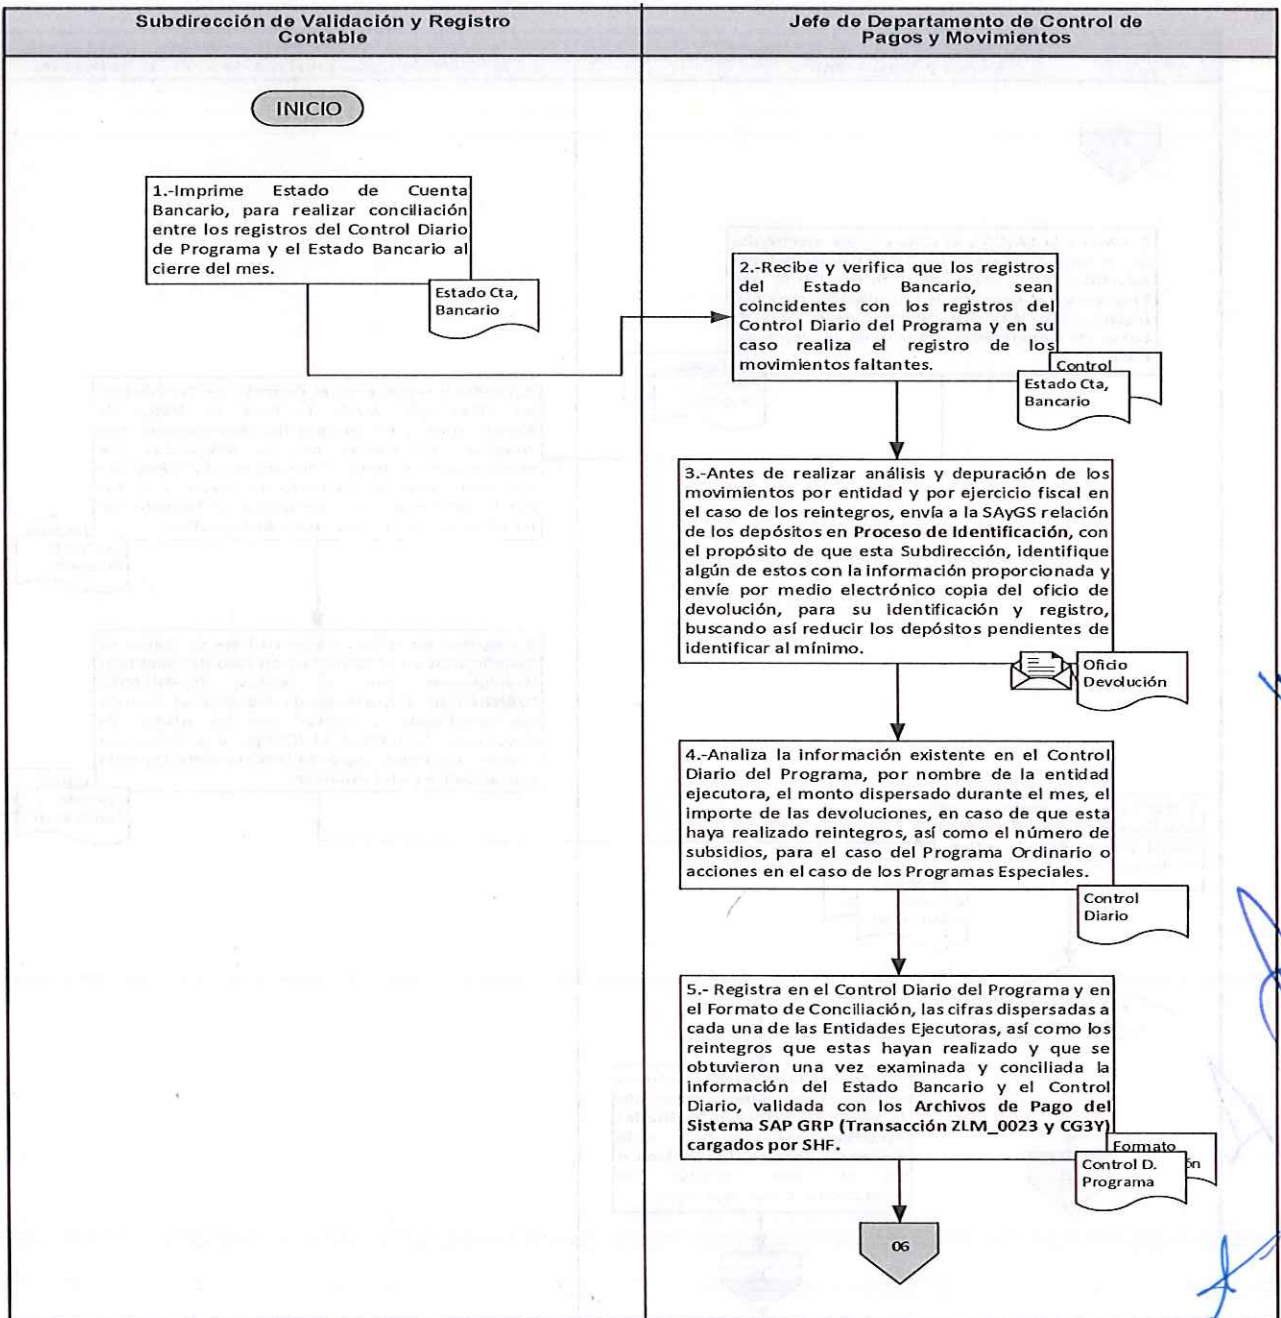 Subdirección de Validación y Registro
Contable
Jefe de Departamento de Control de
Pagos y Movimientos
INICIO
1.-Imprime Estado de Cuenta
Bancario, para realizar conciliación
entre los registros del Control Diario
de Programa y el Estado Bancario al
cierre del mes.
Estado Cta,
Bancario
2.-Recibe y verifica que los registros
del Estado Bancario, sean
coincidentes con los registros del
Control Diario del Programa y en su
caso realiza el registro de los
movimientos faltantes.
Control
Estado Cta,
Bancario
3.-Antes de realizar análisis y depuración de los
movimientos por entidad y por ejercicio fiscal en
el caso de los reintegros, envía a la SAyGS relación
de los depósitos en Proceso de Identificación, con
el propósito de que esta Subdirección, identifique
algún de estos con la información proporcionada y
envíe por medio electrónico copia del oficio de
devolución, para su identificación y registro,
buscando así reducir los depósitos pendientes de
identificar al mínimo.
Oficio
Devolución
4.-Analiza la información existente en el Control
Diario del Programa, por nombre de la entidad
ejecutora, el monto dispersado durante el mes, el
importe de las devoluciones, en caso de que esta
haya realizado reintegros, así como el número de
subsidios, para el caso del Programa Ordinario o
acciones en el caso de los Programas Especiales.
Control
Diario
5.- Registra en el Control Diario del Programa y en
el Formato de Conciliación, las cifras dispersadas a
cada una de las Entidades Ejecutoras, así como los
reintegros que estas hayan realizado y que se
obtuvieron una vez examinada y conciliada la
información del Estado Bancario y el Control
Diario, validada con los Archivos de Pago del
Sistema SAP GRP (Transacción ZLM_0023 y CG3Y)
cargados por SHF.
Formato
ón
Control D.
Programa
06